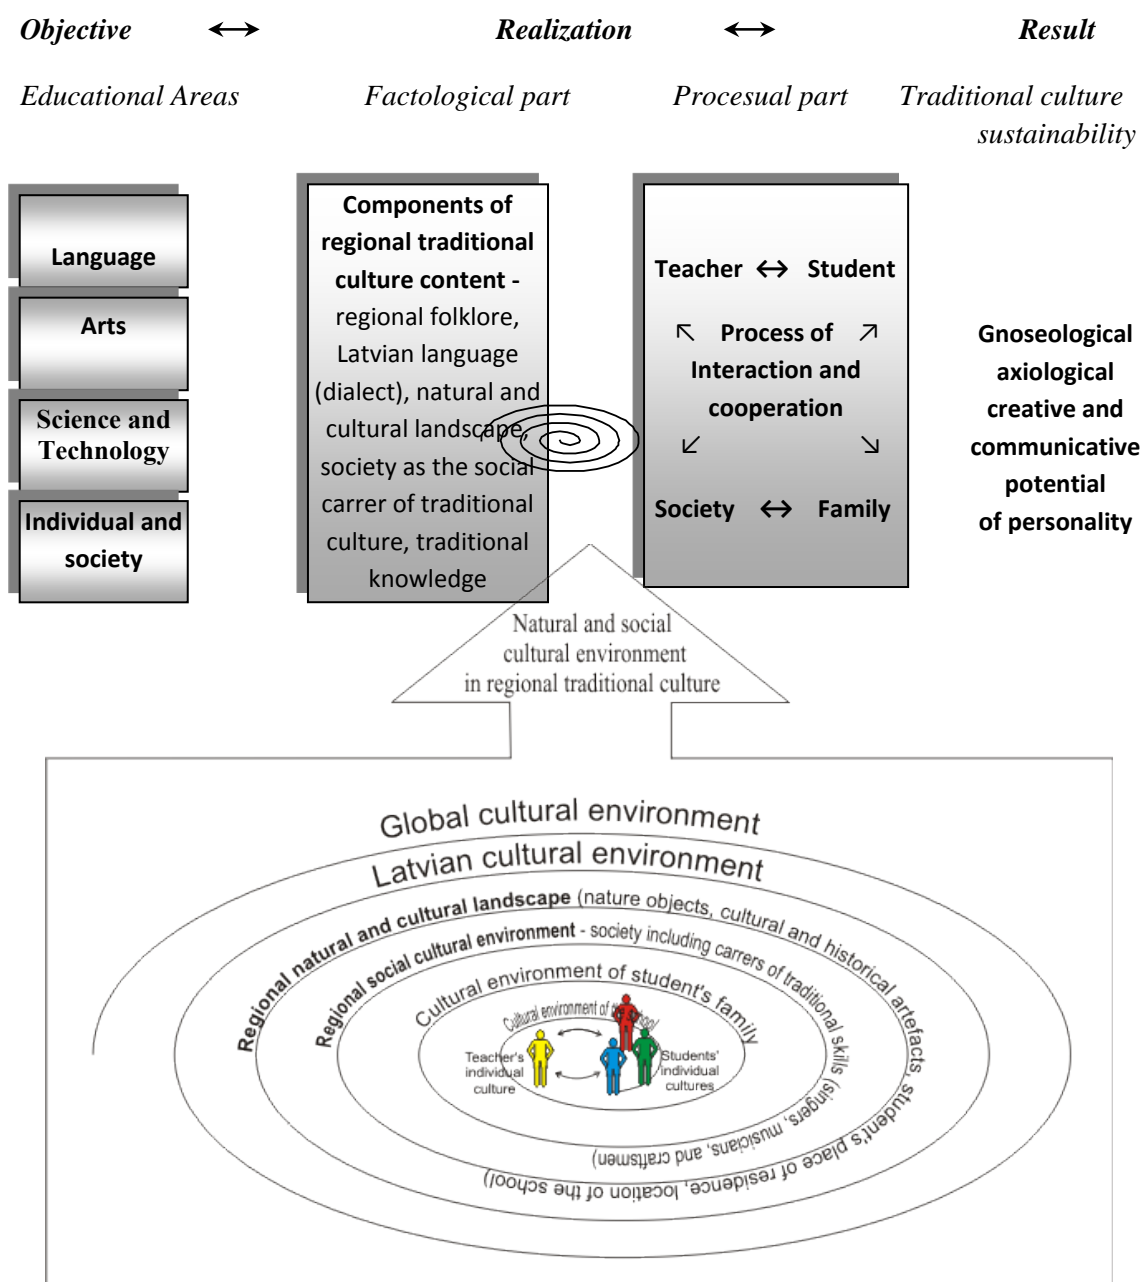 Objective ↔ Realization ↔ Result
Educational Areas Factological part Procesual part Traditional culture
sustainability
Language
Arts
Science and
Technology
Individual and
society
Components of
regional traditional
culture content -
regional folklore,
Latvian language
(dialect), natural and
cultural landscape,
society as the social
carrer of traditional
culture, traditional
knowledge
Teacher ↔ Student
↖ Process of ↗
Interaction and
cooperation
↙ ↘
Society ↔ Family
Gnoseological
axiological
creative and
communicative
potential
of personality
Natural and social
cultural environment
in regional traditional culture
Global cultural environment
Latvian cultural environment
Regional natural and cultural landscape (nature objects, cultural and historical artefacts, student's place of residence, location of the school)
Regional social cultural environment - society including carrers of traditional skills (singers, musicians, and craftsmen)
Cultural environment of student's family
Cultural environment of
Teacher's
individual
culture
Students'
individual
cultures